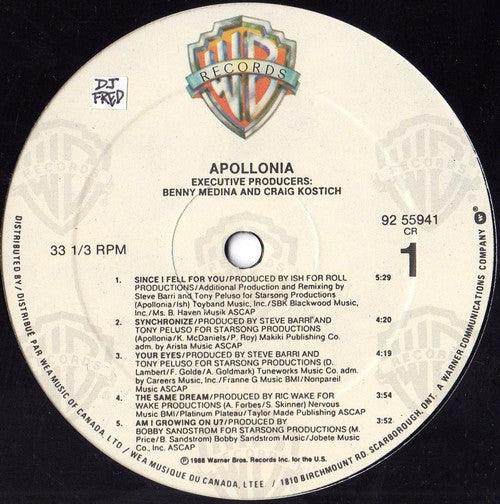 WB
RECORDS
DJ
FRED
APOLLONIA
EXECUTIVE PRODUCERS:
BENNY MEDINA AND CRAIG KOSTICH
33 1/3 RPM
92 55941
CR
1
1. SINCE I FELL FOR YOU/PRODUCED BY ISH FOR ROLL 5:29
PRODUCTIONS/Additional Production and Remixing by
Steve Barri and Tony Peluso for Starsong Productions
(Apollonia/Ish) Toyband Music, Inc./SBK Blackwood Music,
Inc./Ms. B. Haven Musik ASCAP
2. SYNCHRONIZE/PRODUCED BY STEVE BARRI AND 4:20
TONY PELUSO FOR STARSONG PRODUCTIONS
(Apollonia/K. McDaniels/P. Roy) Makiki Publishing Co.
adm. by Arista Music ASCAP
3. YOUR EYES/PRODUCED BY STEVE BARRI AND 4:19
TONY PELUSO FOR STARSONG PRODUCTIONS (D.
Lambert/F. Golde/A. Goldmark) Tuneworks Music Co. adm.
by Careers Music, Inc./Franne G Music BMI/Nonpareil
Music ASCAP
4. THE SAME DREAM/PRODUCED BY RIC WAKE FOR 3:54
WAKE PRODUCTIONS (A. Forbes/S. Skinner) Nervous
Music BMI/Platinum Plateau/Taylor Made Publishing ASCAP
5. AM I GROWING ON U?/PRODUCED BY 3:52
BOBBY SANDSTROM FOR STARSONG PRODUCTIONS (M.
Price/B. Sandstrom) Bobby Sandstrom Music/Jobete Music
Co., Inc. ASCAP
℗1988 Warner Bros. Records Inc. for the U.S.
DISTRIBUTED BY / DISTRIBUÉ PAR: WEA MUSIC OF CANADA, LTD / WEA MUSIQUE DU CANADA, LTEE. / 1810 BIRCHMOUNT RD. SCARBOROUGH, ONT. A WARNER COMMUNICATIONS COMPANY